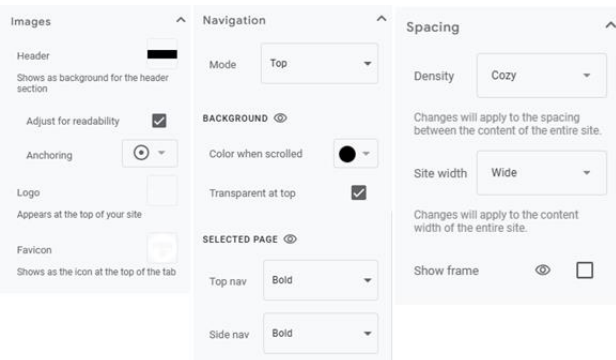 Images
Header
Shows as background for the header
section
Adjust for readability
Anchoring
Logo
Appears at the top of your site
Favicon
Shows as the icon at the top of the tab
Navigation
Mode
Top
BACKGROUND
Color when scrolled
Transparent at top
SELECTED PAGE
Top nav
Bold
Side nav
Bold
Spacing
Density
Cozy
Changes will apply to the spacing
between the content of the entire site.
Site width
Wide
Changes will apply to the content
width of the entire site.
Show frame